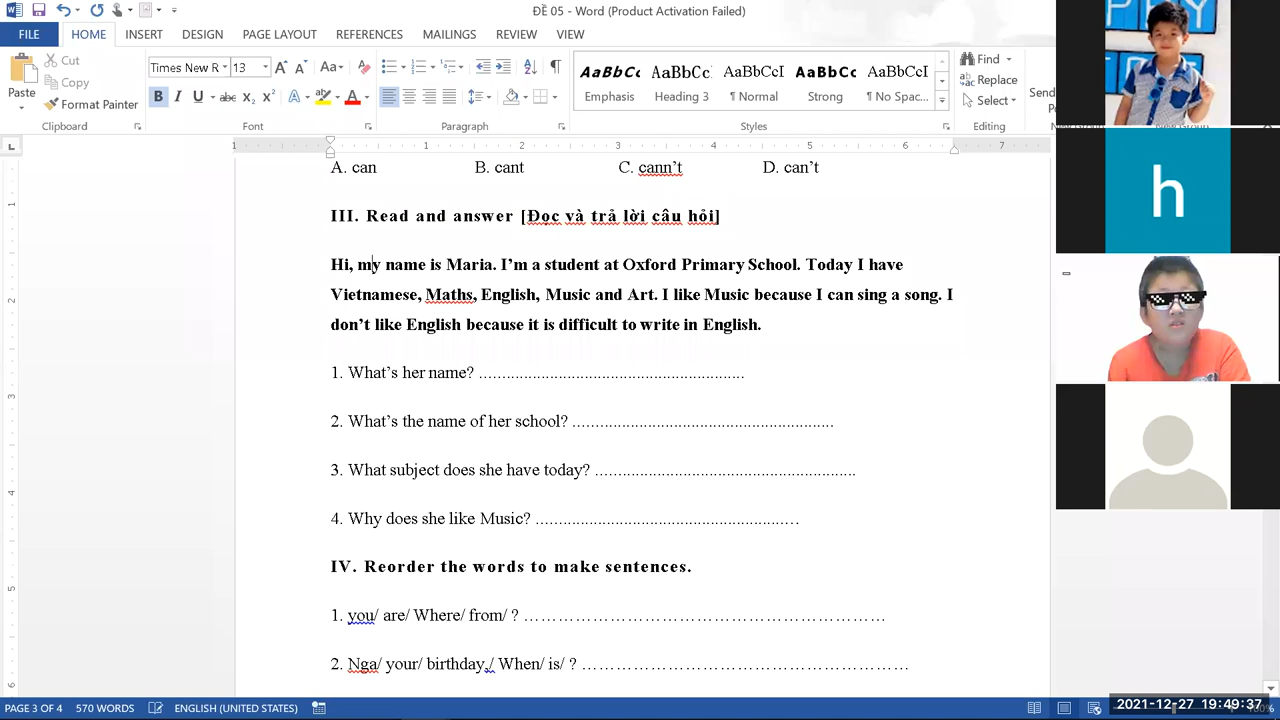 ĐỀ 05 - Word (Product Activation Failed)
FILE HOME INSERT DESIGN PAGE LAYOUT REFERENCES MAILINGS REVIEW VIEW
Cut
Copy
Format Painter
Paste
Clipboard
Times New R 13
Font
Paragraph
AaBbCc AaBbCc AaBbCcI AaBbCc AaBbCcI
Emphasis Heading 3 ¶ Normal Strong ¶ No Spac...
Styles
Find
Replace
Select
Editing
h
A. can B. cant C. cann't D. can't
III. Read and answer [Đọc và trả lời câu hỏi]
Hi, my name is Maria. I'm a student at Oxford Primary School. Today I have
Vietnamese, Maths, English, Music and Art. I like Music because I can sing a song. I
don't like English because it is difficult to write in English.
1. What's her name? ........................................................
2. What's the name of her school? .......................................................
3. What subject does she have today? .......................................................
4. Why does she like Music? .......................................................
IV. Reorder the words to make sentences.
1. you/ are/ Where/ from/ ? ……………………………………………………
2. Nga/ your/ birthday,/ When/ is/ ? ………………………………………………
PAGE 3 OF 4 570 WORDS ENGLISH (UNITED STATES)
2021-12-27 19:49:37